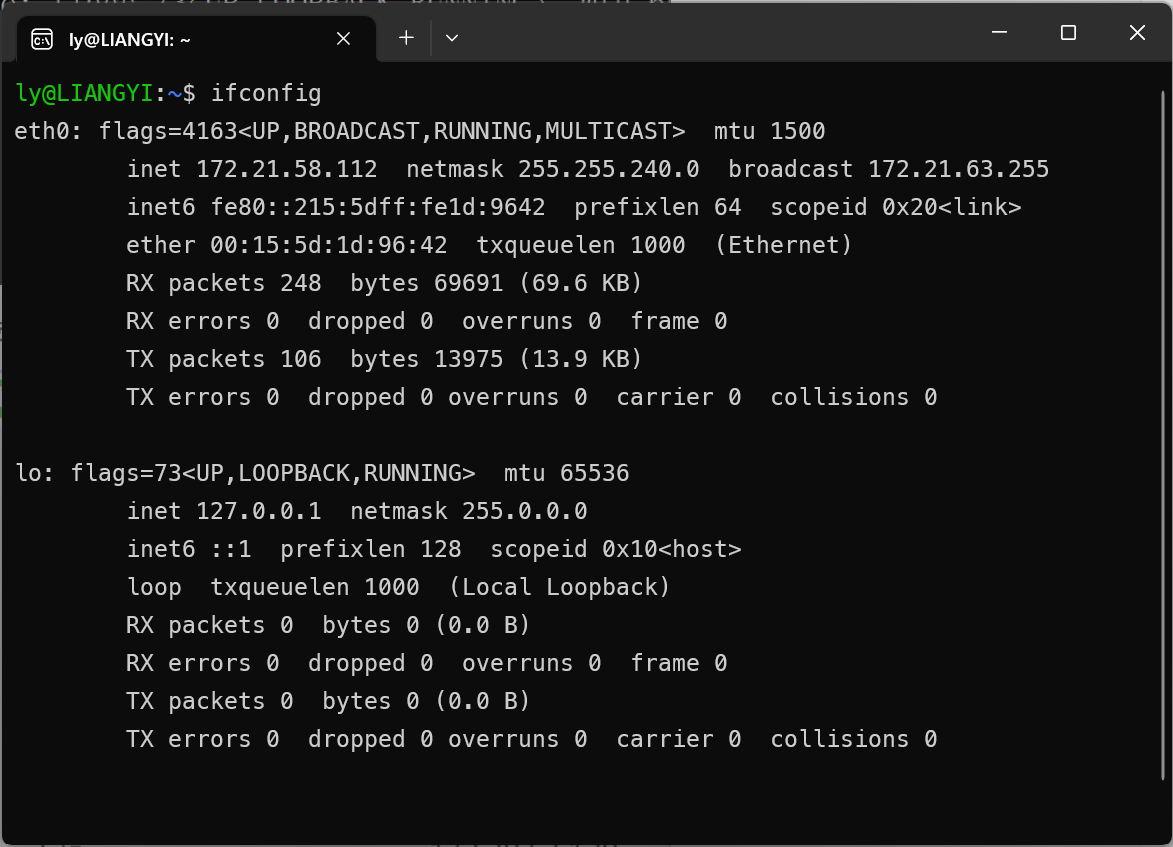 ly@LIANGYI: ~
ly@LIANGYI:~$ ifconfig
eth0: flags=4163<UP,BROADCAST,RUNNING,MULTICAST>  mtu 1500
        inet 172.21.58.112  netmask 255.255.240.0  broadcast 172.21.63.255
        inet6 fe80::215:5dff:fe1d:9642  prefixlen 64  scopeid 0x20<link>
        ether 00:15:5d:1d:96:42  txqueuelen 1000  (Ethernet)
        RX packets 248  bytes 69691 (69.6 KB)
        RX errors 0  dropped 0  overruns 0  frame 0
        TX packets 106  bytes 13975 (13.9 KB)
        TX errors 0  dropped 0 overruns 0  carrier 0  collisions 0

lo: flags=73<UP,LOOPBACK,RUNNING>  mtu 65536
        inet 127.0.0.1  netmask 255.0.0.0
        inet6 ::1  prefixlen 128  scopeid 0x10<host>
        loop  txqueuelen 1000  (Local Loopback)
        RX packets 0  bytes 0 (0.0 B)
        RX errors 0  dropped 0  overruns 0  frame 0
        TX packets 0  bytes 0 (0.0 B)
        TX errors 0  dropped 0 overruns 0  carrier 0  collisions 0